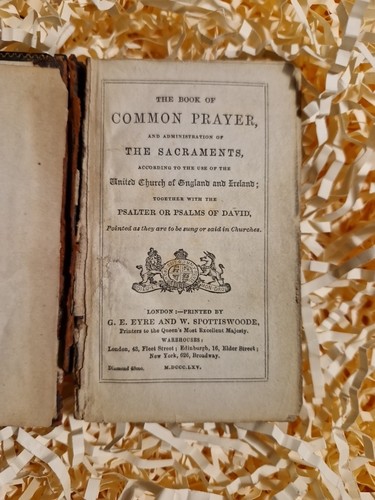 THE BOOK OF
COMMON PRAYER,
AND ADMINISTRATION OF
THE SACRAMENTS,
ACCORDING TO THE USE OF THE
United Church of England and Ireland;
TOGETHER WITH THE
PSALTER OR PSALMS OF DAVID,
Pointed as they are to be sung or said in Churches.
LONDON:—PRINTED BY
G. E. EYRE AND W. SPOTTISWOODE,
Printers to the Queen's Most Excellent Majesty.
WAREHOUSES:
London, 43, Fleet Street; Edinburgh, 16, Elder Street;
New York, 626, Broadway.
Diamond 48mo.
M.DCCC.LXV.